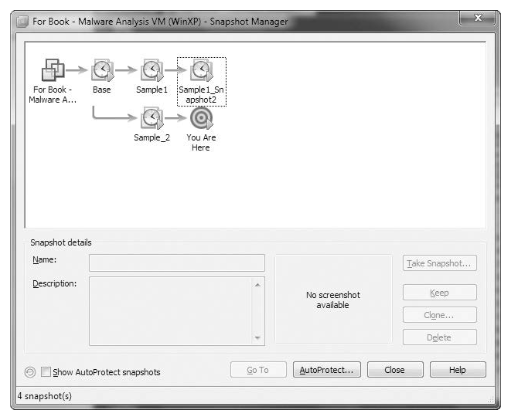 For Book - Malware Analysis VM (WinXP) - Snapshot Manager
For Book -
Malware A...
Base
Sample1
Sample1_Sn
apshot2
Sample_2
You Are
Here
Snapshot details
Name:
Description:
No screenshot
available
Take Snapshot...
Keep
Clone...
Delete
Show AutoProtect snapshots
Go To
AutoProtect...
Close
Help
4 snapshot(s)